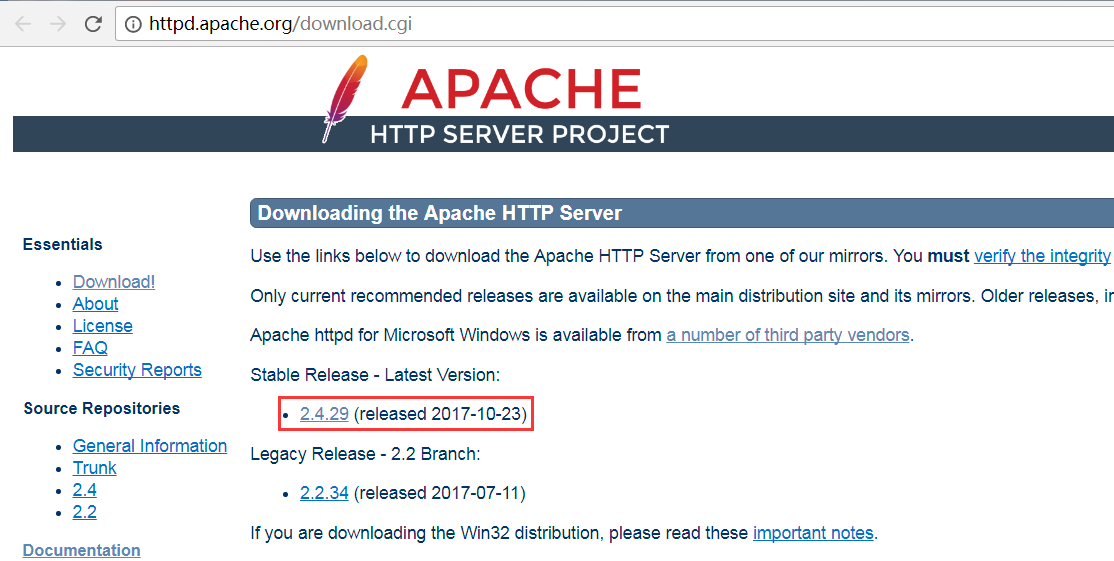 httpd.apache.org/download.cgi
APACHE
HTTP SERVER PROJECT
Downloading the Apache HTTP Server
Essentials
Use the links below to download the Apache HTTP Server from one of our mirrors. You must verify the integrity
Download!
About
License
FAQ
Security Reports
Only current recommended releases are available on the main distribution site and its mirrors. Older releases, in
Apache httpd for Microsoft Windows is available from a number of third party vendors.
Stable Release - Latest Version:
2.4.29 (released 2017-10-23)
Source Repositories
General Information
Trunk
2.4
2.2
Legacy Release - 2.2 Branch:
2.2.34 (released 2017-07-11)
If you are downloading the Win32 distribution, please read these important notes.
Documentation